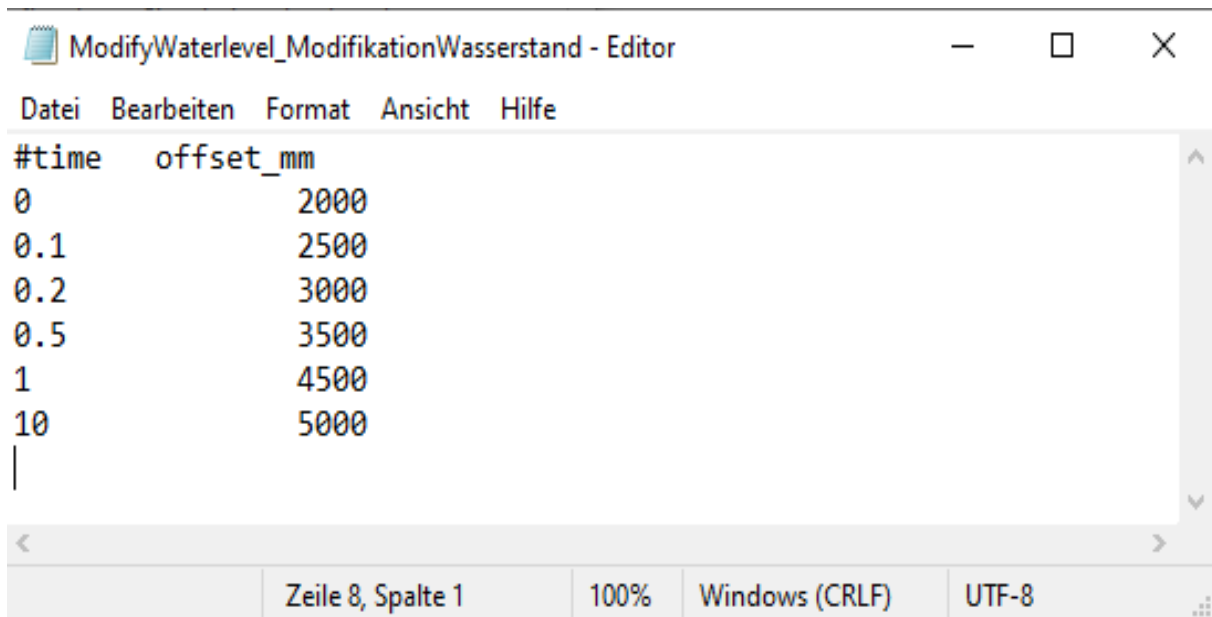 ModifyWaterlevel_ModifikationWasserstand - Editor
Datei Bearbeiten Format Ansicht Hilfe
#time offset_mm
0 2000
0.1 2500
0.2 3000
0.5 3500
1 4500
10 5000
Zeile 8, Spalte 1 100% Windows (CRLF) UTF-8